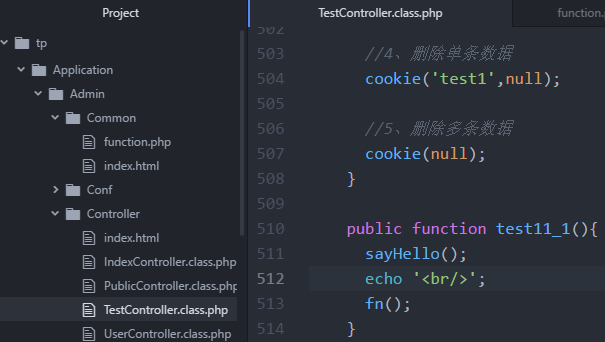 Project
tp
Application
Admin
Common
function.php
index.html
Conf
Controller
index.html
IndexController.class.php
PublicController.class.php
TestController.class.php
UserController.class.php
TestController.class.php
function.php
502
503 //4、删除单条数据
504 cookie('test1',null);
505
506 //5、删除多条数据
507 cookie(null);
508 }
509
510 public function test11_1(){
511 sayHello();
512 echo '<br/>';
513 fn();
514 }